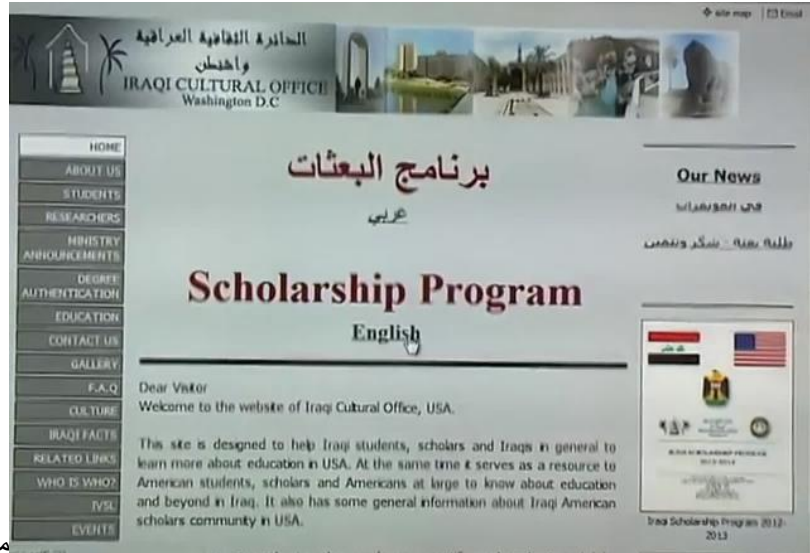 site map
Email
الدائرة الثقافية العراقية
واشنطن
IRAQI CULTURAL OFFICE
Washington D.C
HOME
ABOUT US
STUDENTS
RESEARCHERS
MINISTRY
ANNOUNCEMENTS
DEGREE
AUTHENTICATION
EDUCATION
CONTACT US
GALLERY
F.A.Q
CULTURE
IRAQI FACTS
RELATED LINKS
WHO IS WHO?
IVSL
EVENTS
برنامج البعثات
عربي
Scholarship Program
English
Dear Visitor
Welcome to the website of Iraqi Cultural Office, USA.
This site is designed to help Iraqi students, scholars and Iraqis in general to
learn more about education in USA. At the same time it serves as a resource to
American students, scholars and Americans at large to know about education
and beyond in Iraq. It also has some general information about Iraqi American
scholars community in USA.
Our News
Iraqi Scholarship Program 2012-
2013